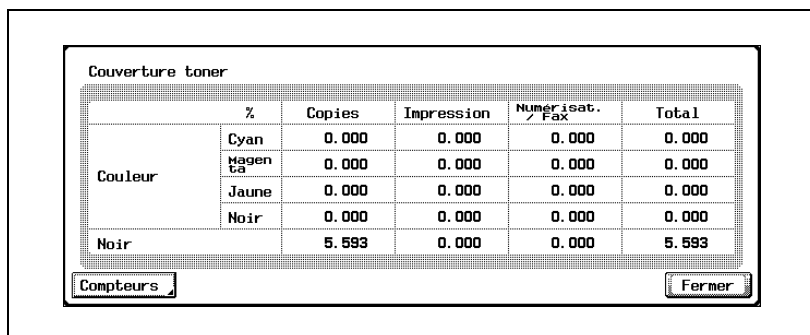 Couverture toner
% Copies Impression Numérisat. / Fax Total
Couleur
Cyan 0.000 0.000 0.000 0.000
Magenta 0.000 0.000 0.000 0.000
Jaune 0.000 0.000 0.000 0.000
Noir 0.000 0.000 0.000 0.000
Noir 5.593 0.000 0.000 5.593
Compteurs Fermer